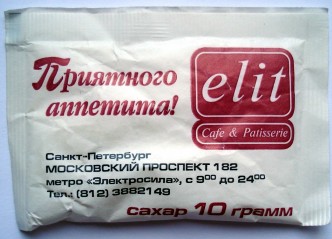 Приятного
аппетита!
elit
Cafe & Patisserie
Санкт-Петербург
МОСКОВСКИЙ ПРОСПЕКТ 182
метро «Электросила», с 9⁰⁰ до 24⁰⁰
Тел.: (812) 3882149
сахар 10 грамм